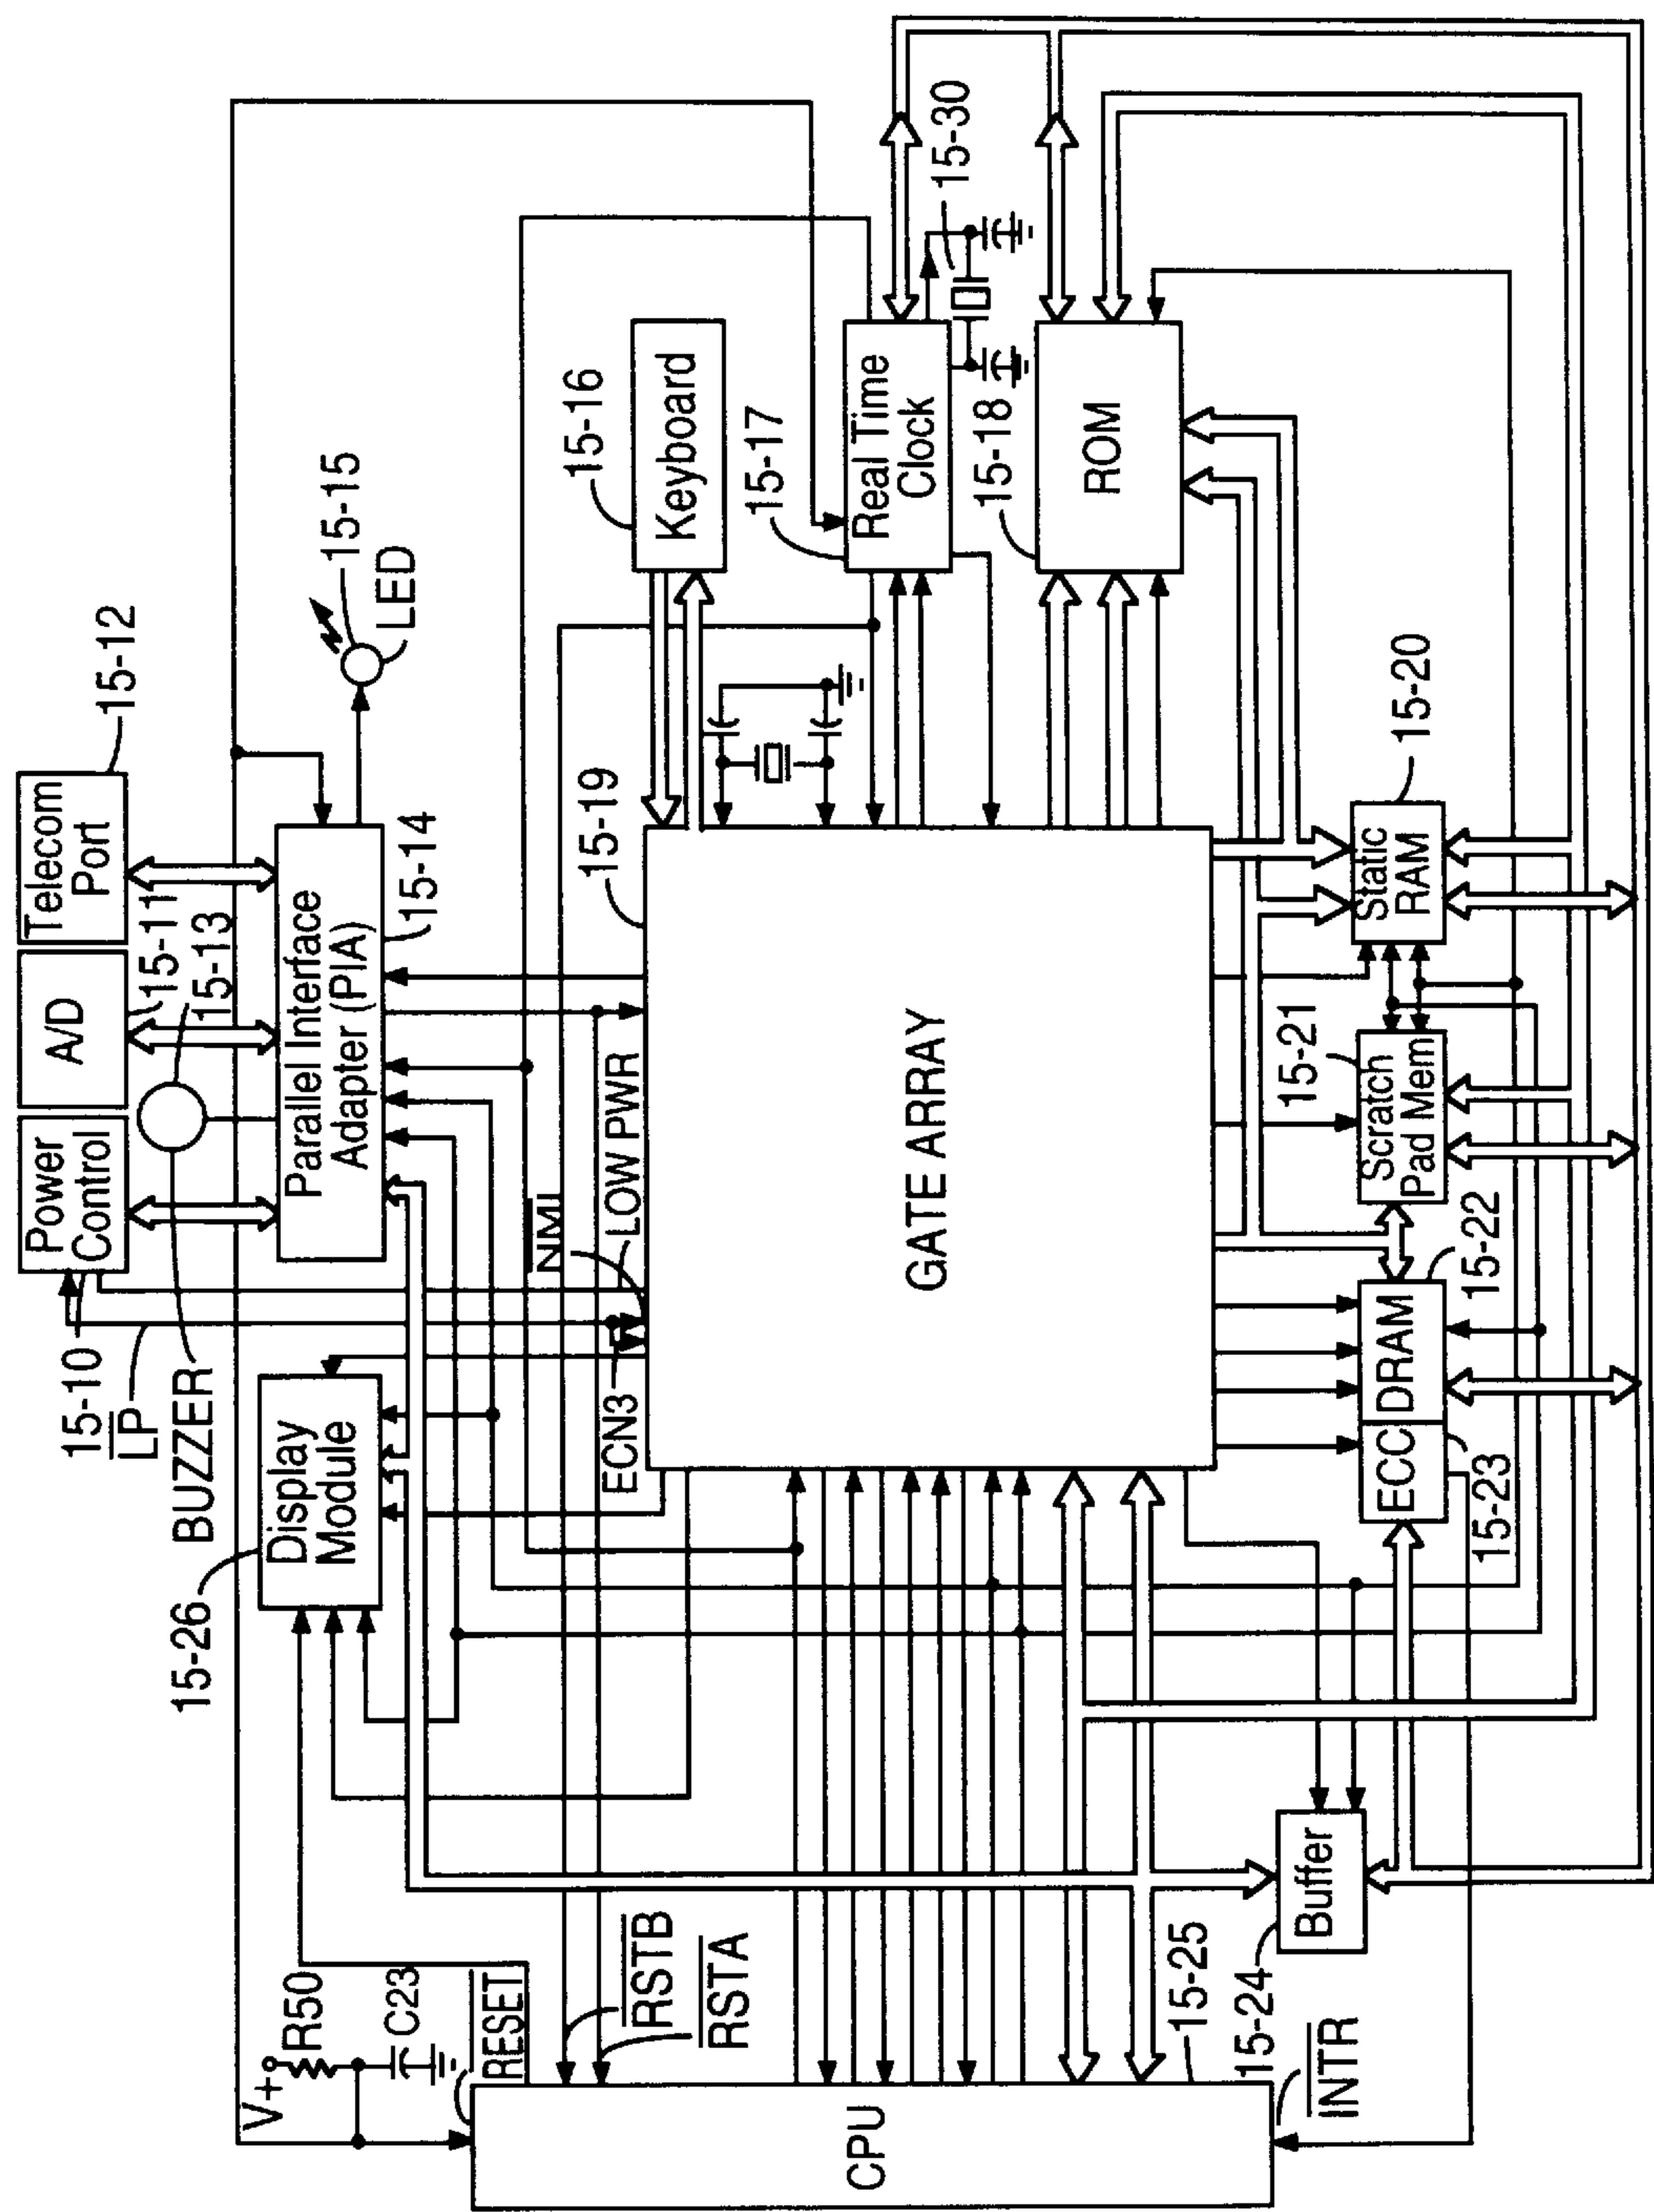 V+
R50
C23
RESET
CPU
15-25
INTR
RSTB
RSTA
15-24
Buffer
15-26
Display
Module
15-10
LP
BUZZER
Power
Control
A/D
15-11
15-13
Telecom
Port
15-12
Parallel Interface
Adapter (PIA)
15-14
15-15
LED
ECN3
NMI
LOW PWR
15-19
GATE ARRAY
15-16
Keyboard
15-17
Real Time
Clock
15-30
15-18
ROM
15-20
Static
RAM
15-21
Scratch
Pad Mem
15-22
DRAM
ECC
15-23